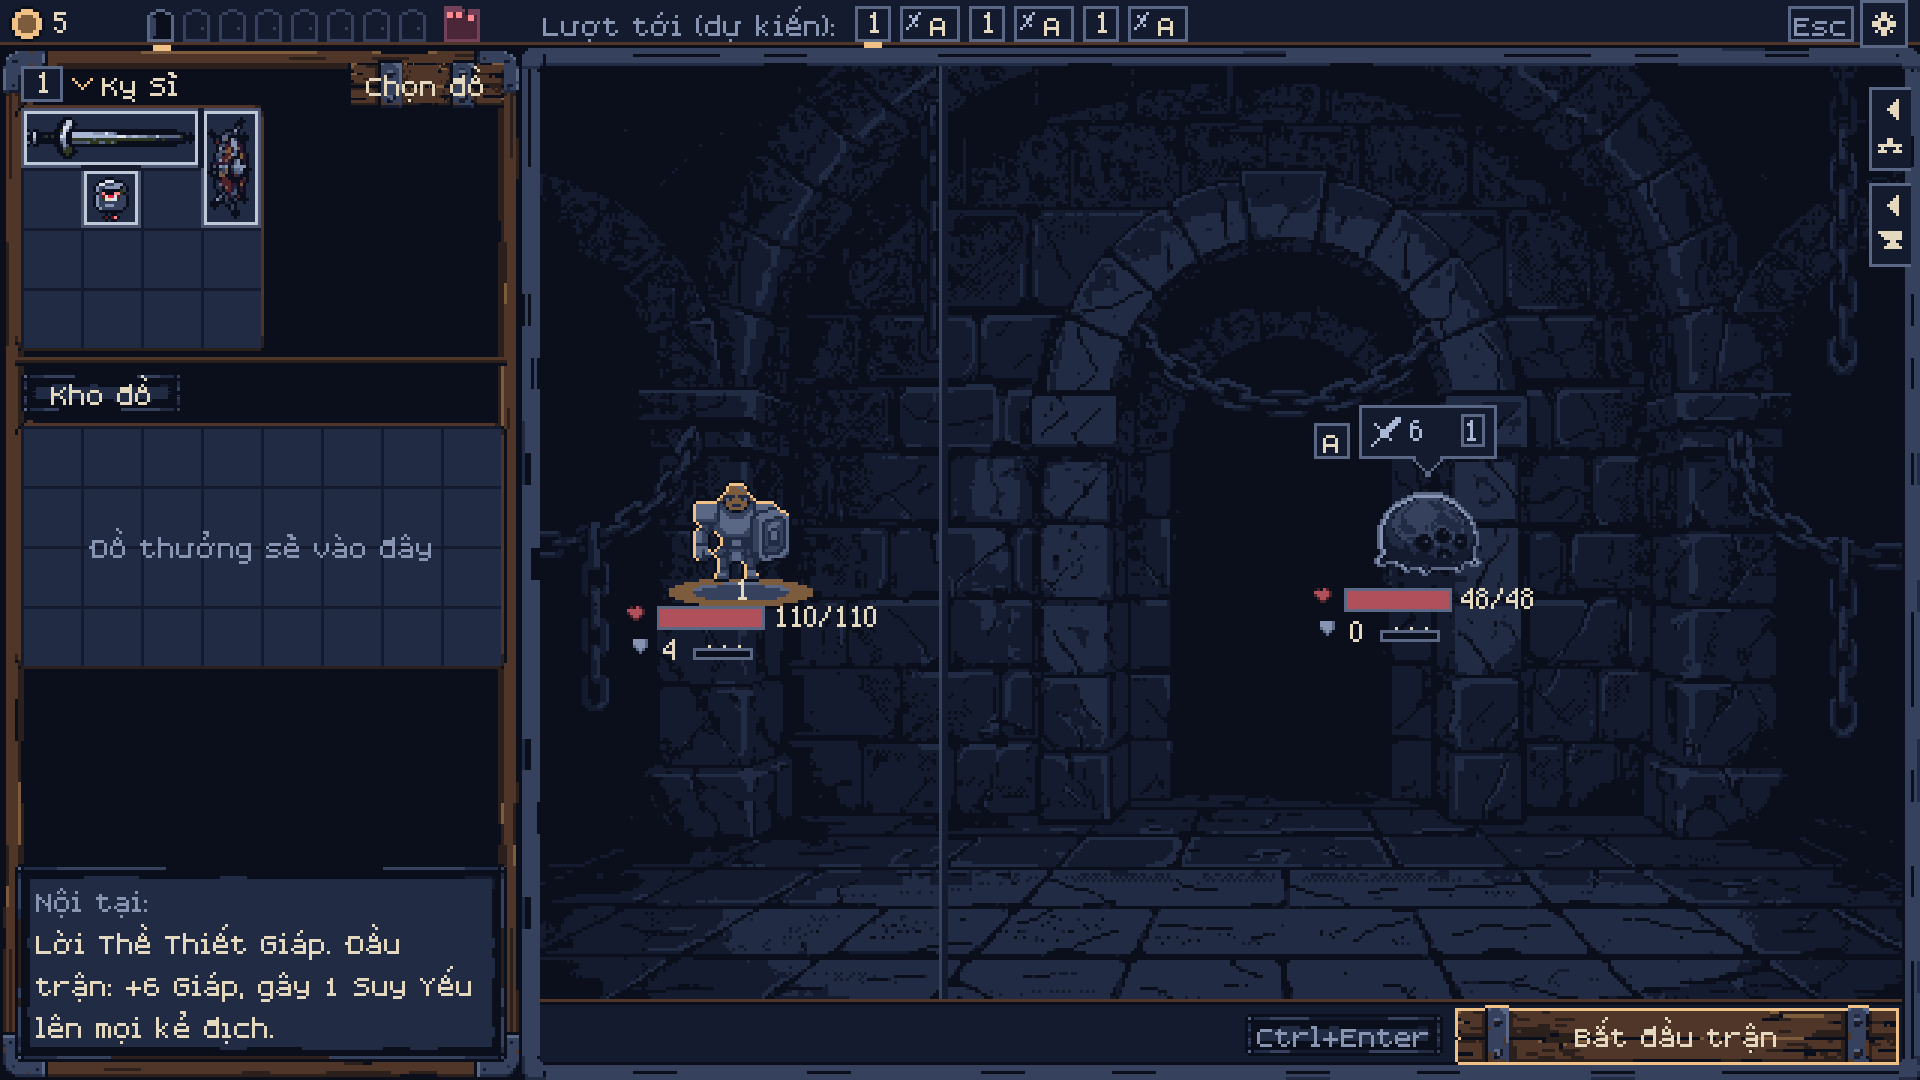 5
Lượt tới (dự kiến): 1 A 1 A 1 A
Esc
1 Kỵ Sĩ
Chọn đồ
Kho đồ
Đồ thưởng sẽ vào đây
Nội tại:
Lời Thề Thiết Giáp. Đầu
trận: +6 Giáp, gây 1 Suy Yếu
lên mọi kẻ địch.
1
110/110
4
A
6 1
48/48
0
Ctrl+Enter
Bắt đầu trận